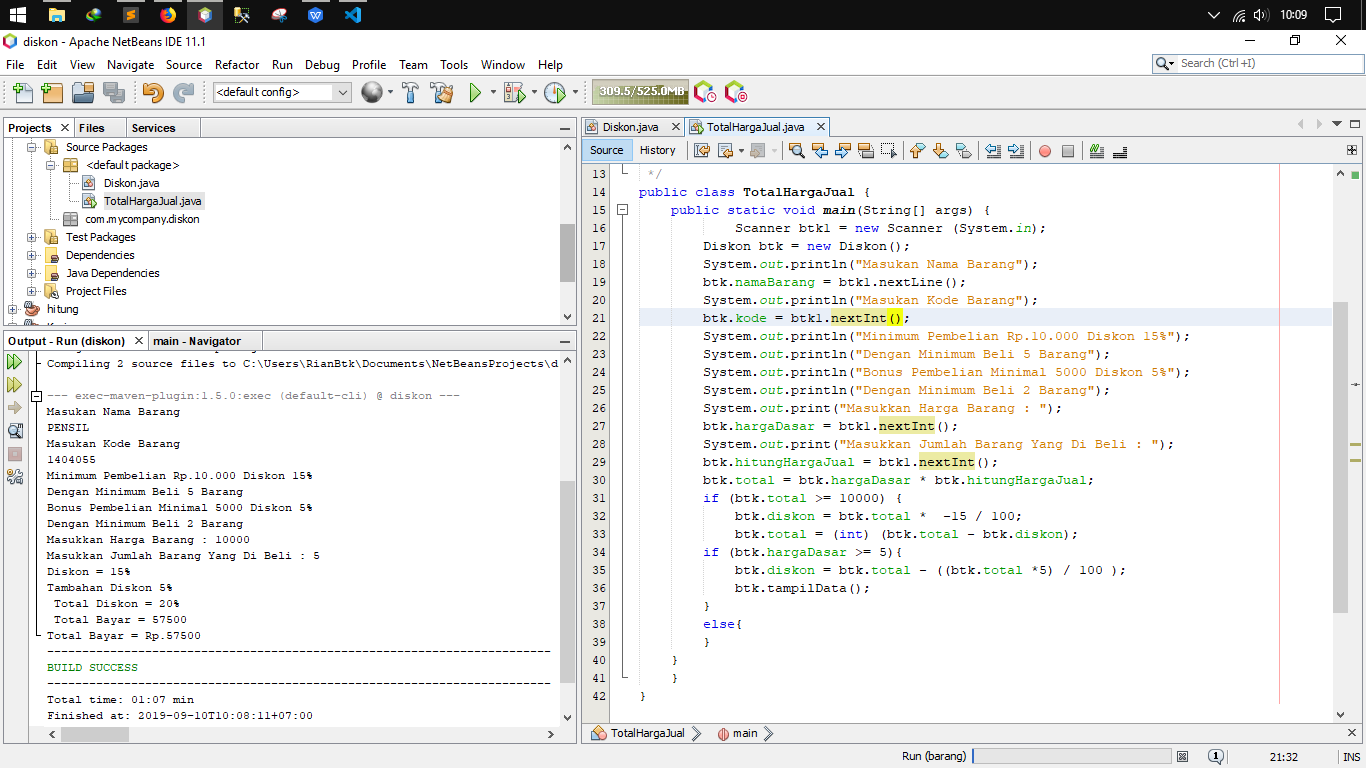 10:09
diskon - Apache NetBeans IDE 11.1
File Edit View Navigate Source Refactor Run Debug Profile Team Tools Window Help
Search (Ctrl+I)
<default config>
309.5/525.0MB
Projects Files Services
Source Packages
<default package>
Diskon.java
TotalHargaJual.java
com.mycompany.diskon
Test Packages
Dependencies
Java Dependencies
Project Files
hitung
Output - Run (diskon) main - Navigator
Compiling 2 source files to C:\Users\RianBtk\Documents\NetBeansProjects\d
--- exec-maven-plugin:1.5.0:exec (default-cli) @ diskon ---
Masukan Nama Barang
PENSIL
Masukan Kode Barang
1404055
Minimum Pembelian Rp.10.000 Diskon 15%
Dengan Minimum Beli 5 Barang
Bonus Pembelian Minimal 5000 Diskon 5%
Dengan Minimum Beli 2 Barang
Masukkan Harga Barang : 10000
Masukkan Jumlah Barang Yang Di Beli : 5
Diskon = 15%
Tambahan Diskon 5%
Total Diskon = 20%
Total Bayar = 57500
Total Bayar = Rp.57500
------------------------------------------------------------------------
BUILD SUCCESS
------------------------------------------------------------------------
Total time: 01:07 min
Finished at: 2019-09-10T10:08:11+07:00
Diskon.java TotalHargaJual.java
Source History
13 */
14 public class TotalHargaJual {
15 public static void main(String[] args) {
16 Scanner btk1 = new Scanner (System.in);
17 Diskon btk = new Diskon();
18 System.out.println("Masukan Nama Barang");
19 btk.namaBarang = btk1.nextLine();
20 System.out.println("Masukan Kode Barang");
21 btk.kode = btk1.nextInt();
22 System.out.println("Minimum Pembelian Rp.10.000 Diskon 15%");
23 System.out.println("Dengan Minimum Beli 5 Barang");
24 System.out.println("Bonus Pembelian Minimal 5000 Diskon 5%");
25 System.out.println("Dengan Minimum Beli 2 Barang");
26 System.out.print("Masukkan Harga Barang : ");
27 btk.hargaDasar = btk1.nextInt();
28 System.out.print("Masukkan Jumlah Barang Yang Di Beli : ");
29 btk.hitungHargaJual = btk1.nextInt();
30 btk.total = btk.hargaDasar * btk.hitungHargaJual;
31 if (btk.total >= 10000) {
32 btk.diskon = btk.total * -15 / 100;
33 btk.total = (int) (btk.total - btk.diskon);
34 if (btk.hargaDasar >= 5){
35 btk.diskon = btk.total - ((btk.total *5) / 100 );
36 btk.tampilData();
37 }
38 else{
39 }
40 }
41 }
42 }
TotalHargaJual main
Run (barang) 1 21:32 INS